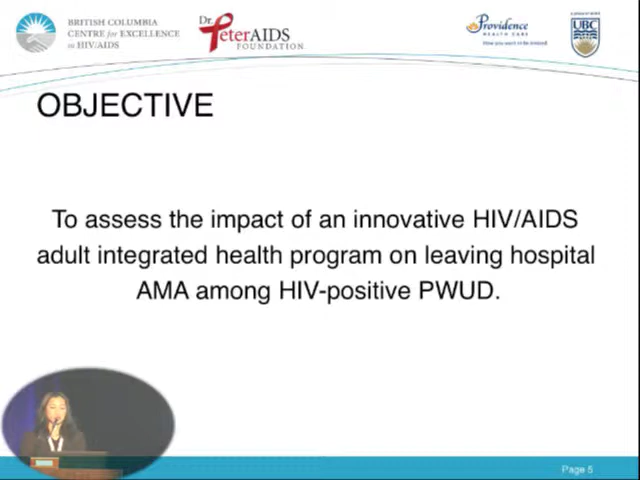 BRITISH COLUMBIA
CENTRE for EXCELLENCE
in HIV/AIDS
Dr.
PeterAIDS
FOUNDATION
Providence
HEALTH CARE
How you want to be treated.
UBC
OBJECTIVE
To assess the impact of an innovative HIV/AIDS
adult integrated health program on leaving hospital
AMA among HIV-positive PWUD.
Page 5